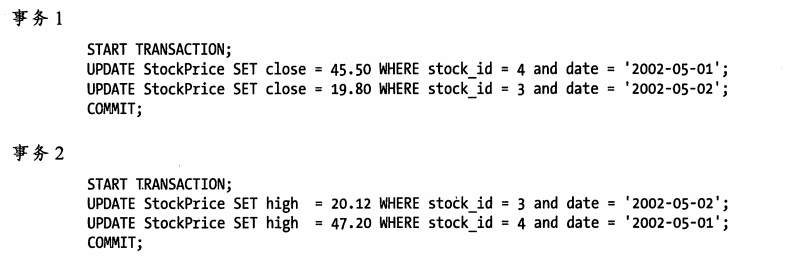 事务1
START TRANSACTION;
UPDATE StockPrice SET close = 45.50 WHERE stock_id = 4 and date = '2002-05-01';
UPDATE StockPrice SET close = 19.80 WHERE stock_id = 3 and date = '2002-05-02';
COMMIT;
事务2
START TRANSACTION;
UPDATE StockPrice SET high  = 20.12 WHERE stock_id = 3 and date = '2002-05-02';
UPDATE StockPrice SET high  = 47.20 WHERE stock_id = 4 and date = '2002-05-01';
COMMIT;